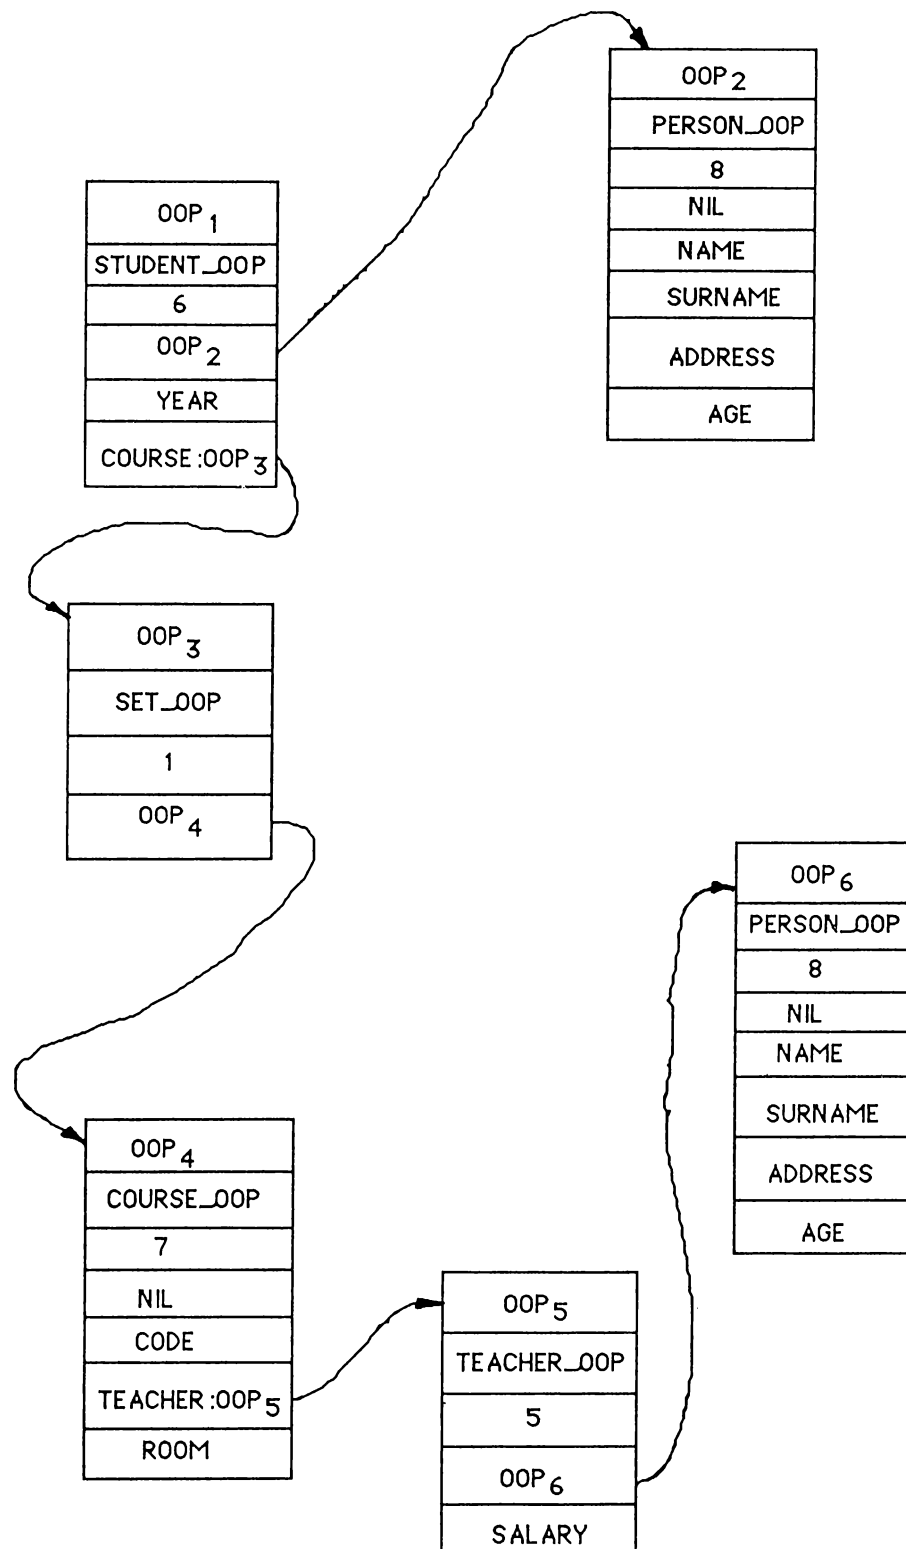 OOP1
STUDENT_OOP
6
OOP2
YEAR
COURSE:OOP3
OOP2
PERSON_OOP
8
NIL
NAME
SURNAME
ADDRESS
AGE
OOP3
SET_OOP
1
OOP4
OOP4
COURSE_OOP
7
NIL
CODE
TEACHER:OOP5
ROOM
OOP5
TEACHER_OOP
5
OOP6
SALARY
OOP6
PERSON_OOP
8
NIL
NAME
SURNAME
ADDRESS
AGE